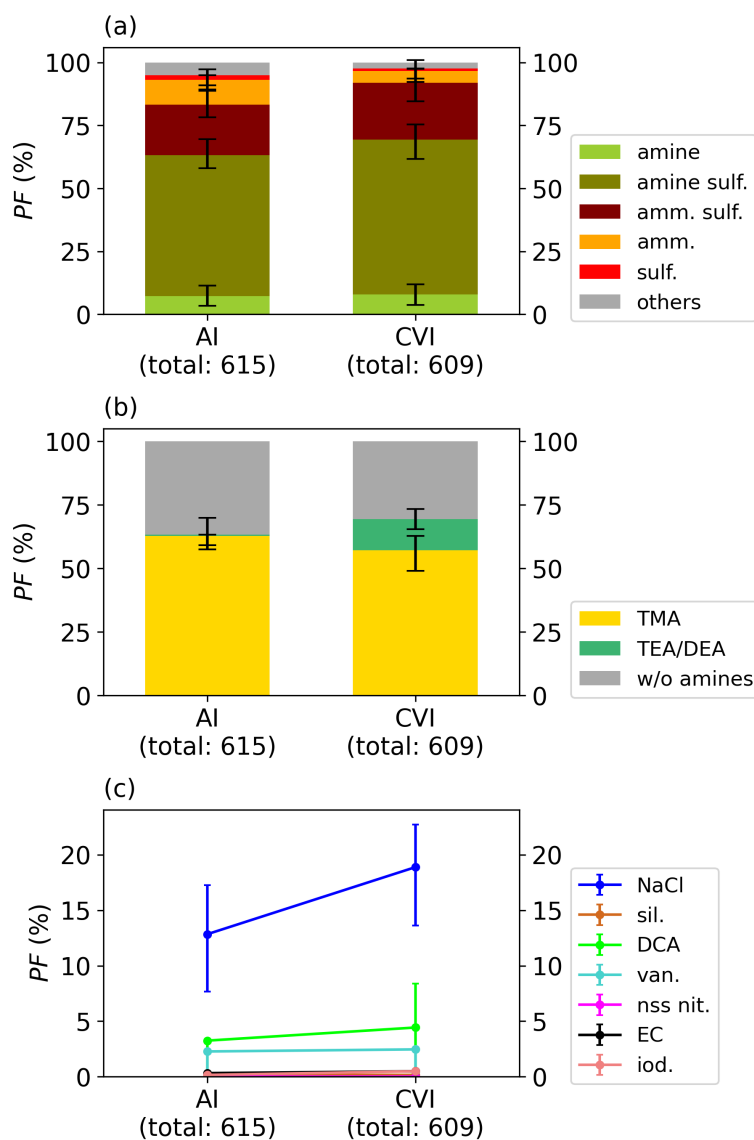 (a)
PF (%)
100 100
75 75
50 50
25 25
0 0
AI CVI
(total: 615) (total: 609)
amine
amine sulf.
amm. sulf.
amm.
sulf.
others
(b)
PF (%)
100 100
75 75
50 50
25 25
0 0
AI CVI
(total: 615) (total: 609)
TMA
TEA/DEA
w/o amines
(c)
PF (%)
20 20
15 15
10 10
5 5
0 0
AI CVI
(total: 615) (total: 609)
NaCl
sil.
DCA
van.
nss nit.
EC
iod.